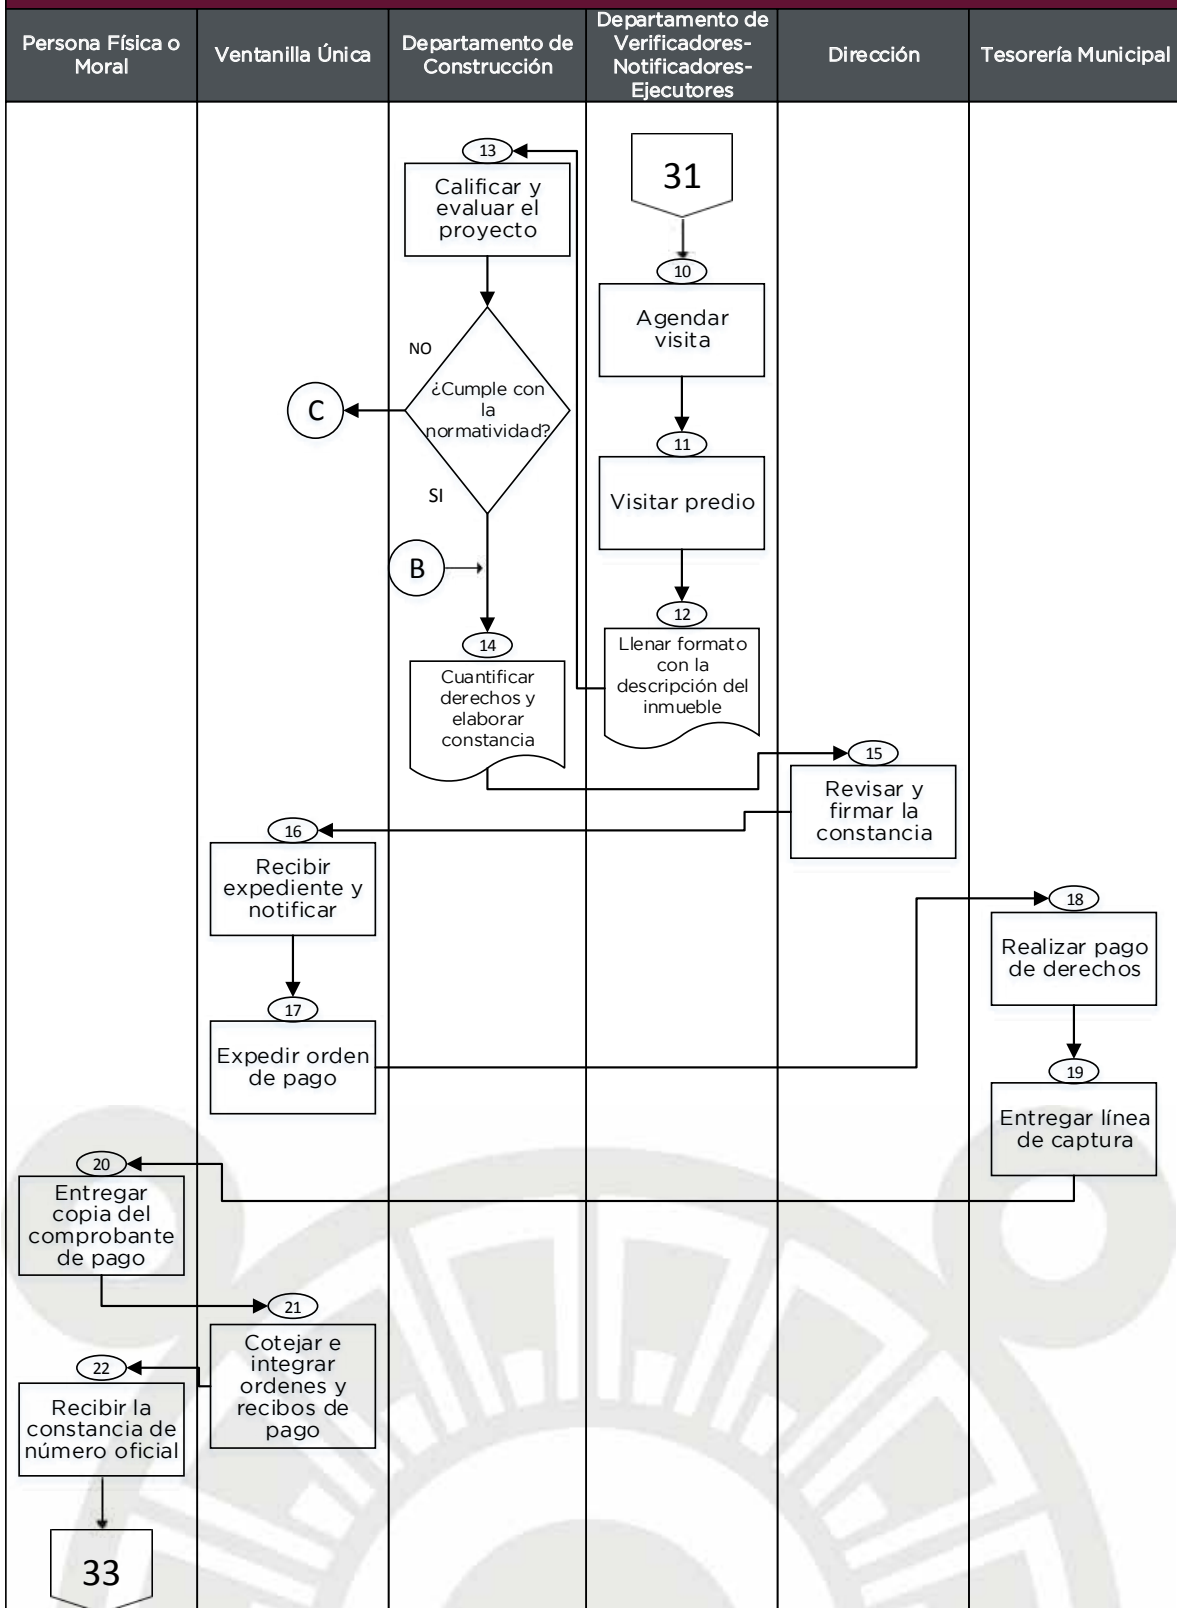 Persona Física o
Moral
Ventanilla Única
Departamento de
Construcción
Departamento de
Verificadores-
Notificadores-
Ejecutores
Dirección
Tesorería Municipal
31
10
Agendar
visita
11
Visitar predio
12
Llenar formato
con la
descripción del
inmueble
13
Calificar y
evaluar el
proyecto
NO
¿Cumple con
la
normatividad?
C
SI
B
14
Cuantificar
derechos y
elaborar
constancia
15
Revisar y
firmar la
constancia
16
Recibir
expediente y
notificar
17
Expedir orden
de pago
18
Realizar pago
de derechos
19
Entregar línea
de captura
20
Entregar
copia del
comprobante
de pago
21
Cotejar e
integrar
ordenes y
recibos de
pago
22
Recibir la
constancia de
número oficial
33